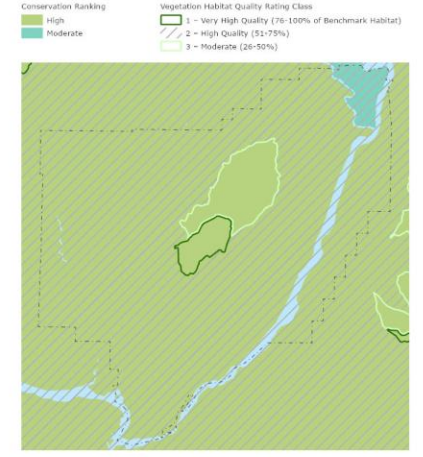 Conservation Ranking
High
Moderate
Vegetation Habitat Quality Rating Class
1 – Very High Quality (76-100% of Benchmark Habitat)
2 – High Quality (51-75%)
3 – Moderate (26-50%)